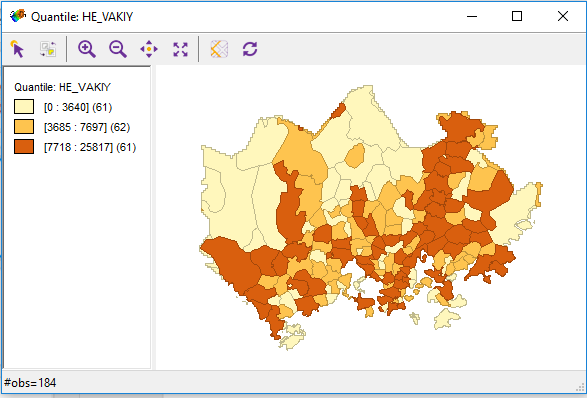 Quantile: HE_VAKIY
Quantile: HE_VAKIY
[0 : 3640] (61)
[3685 : 7697] (62)
[7718 : 25817] (61)
#obs=184